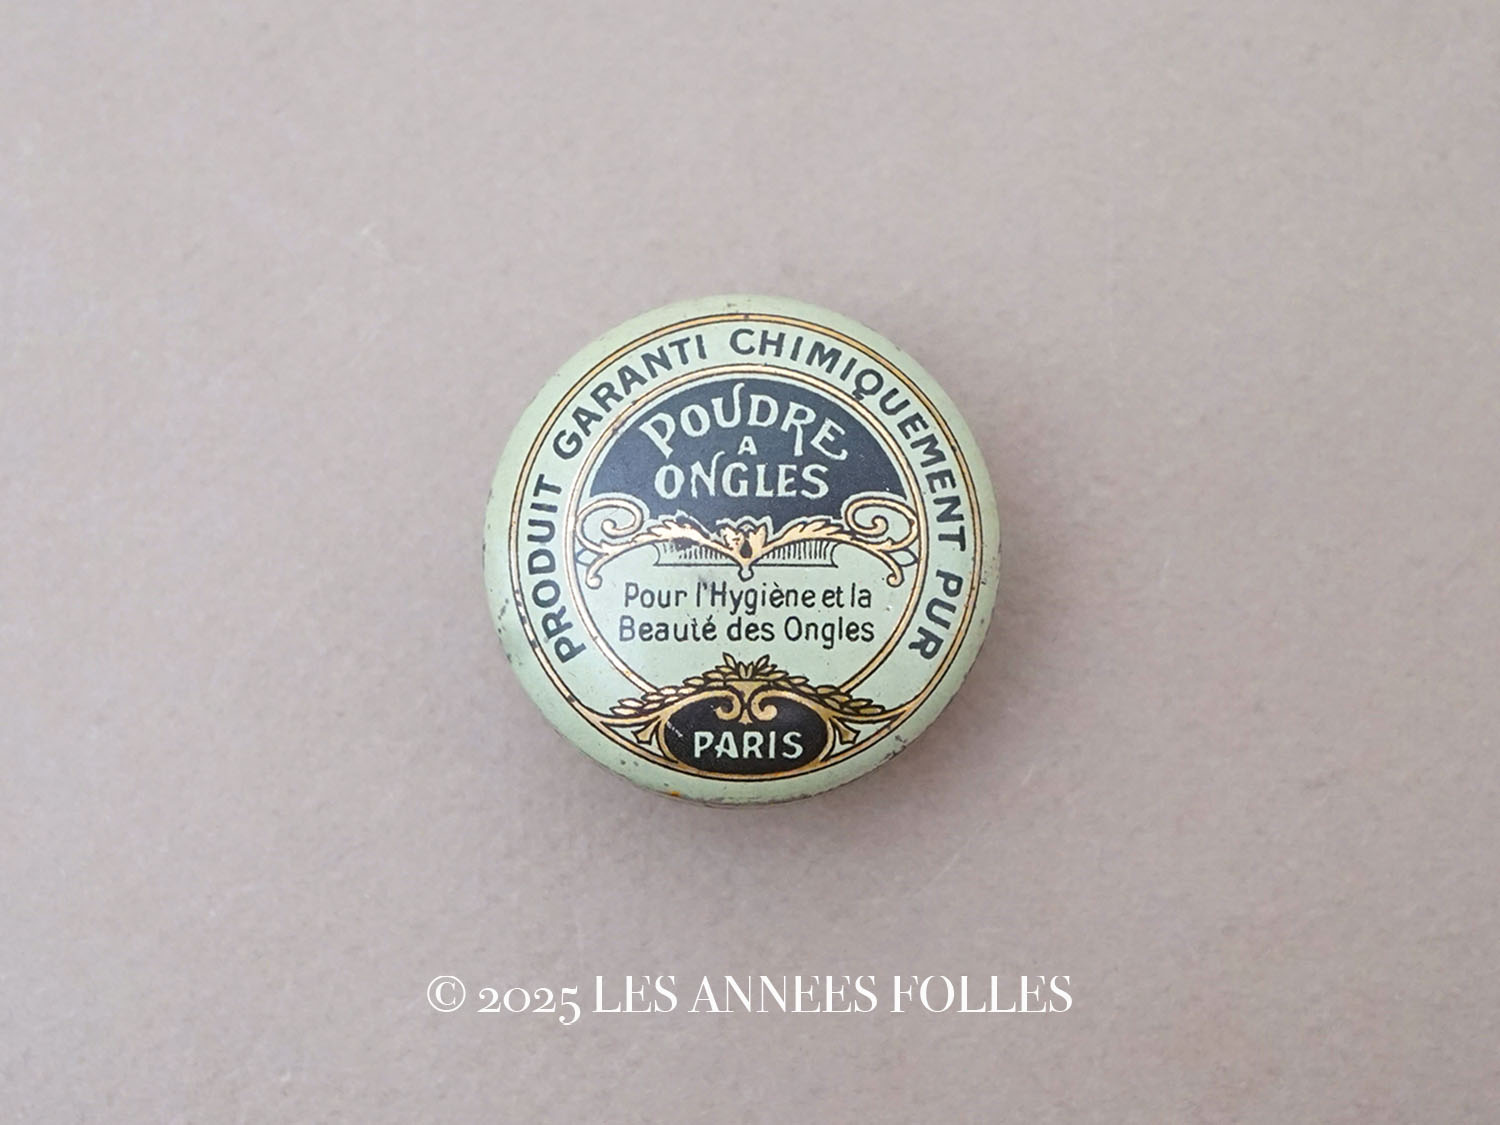 PRODUIT GARANTI CHIMIQUEMENT PUR
POUDRE
A
ONGLES
Pour l'Hygiène et la
Beauté des Ongles
PARIS
© 2025 LES ANNEES FOLLES